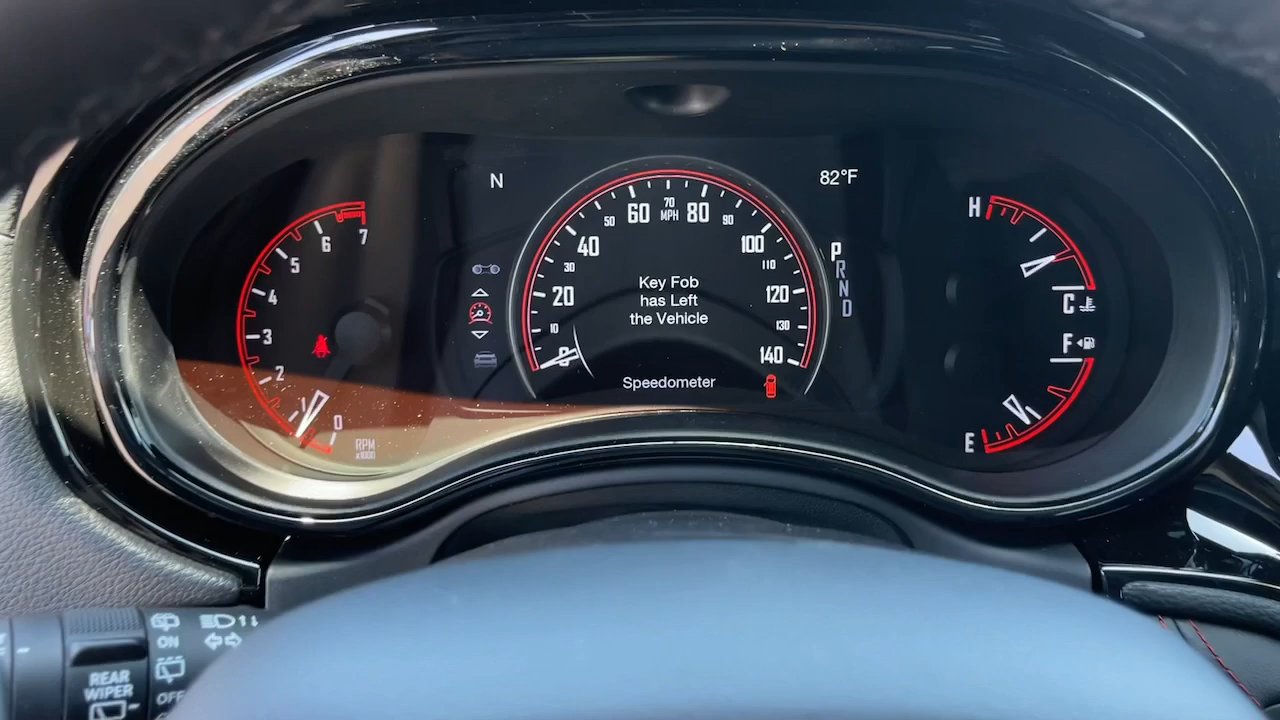 N
82°F
7
6
5
4
3
2
1
0
RPM
x1000
0
10
20
30
40
50
60
70
MPH
80
90
100
110
120
130
140
Key Fob
has Left
the Vehicle
Speedometer
P
R
N
D
H
C
F
E
ON
OFF
REAR
WIPER